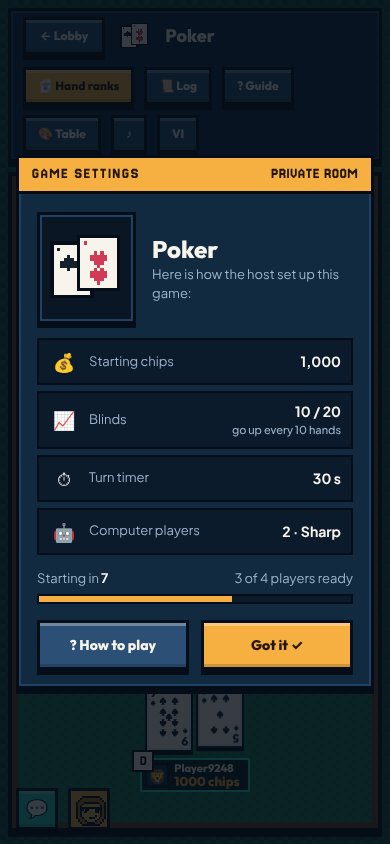 ← Lobby
Poker
Hand ranks
Log
? Guide
Table
♪
VI
GAME SETTINGS
PRIVATE ROOM
Poker
Here is how the host set up this
game:
Starting chips
1,000
Blinds
10 / 20
go up every 10 hands
Turn timer
30 s
Computer players
2 · Sharp
Starting in 7
3 of 4 players ready
? How to play
Got it ✓
9
5
D
Player9248
1000 chips